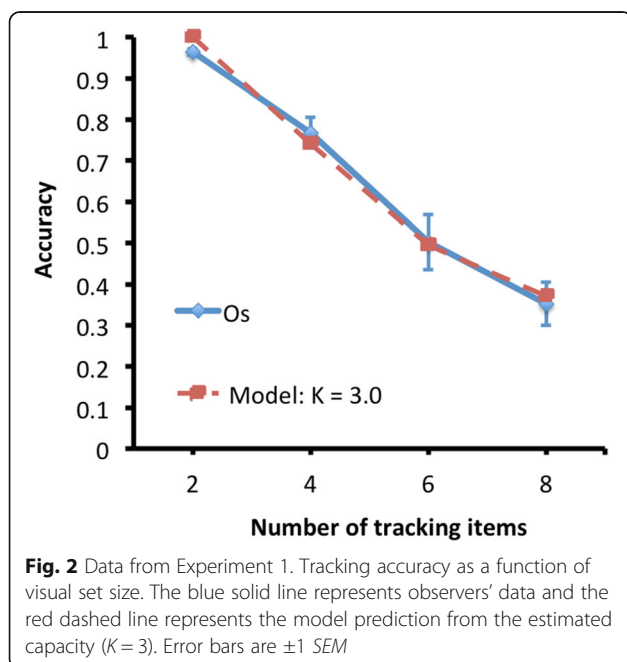 1
0.9
0.8
0.7
0.6
0.5
0.4
0.3
0.2
0.1
0
Accuracy
Os
Model: K = 3.0
2 4 6 8
Number of tracking items
Fig. 2 Data from Experiment 1. Tracking accuracy as a function of
visual set size. The blue solid line represents observers’ data and the
red dashed line represents the model prediction from the estimated
capacity (K = 3). Error bars are ±1 SEM